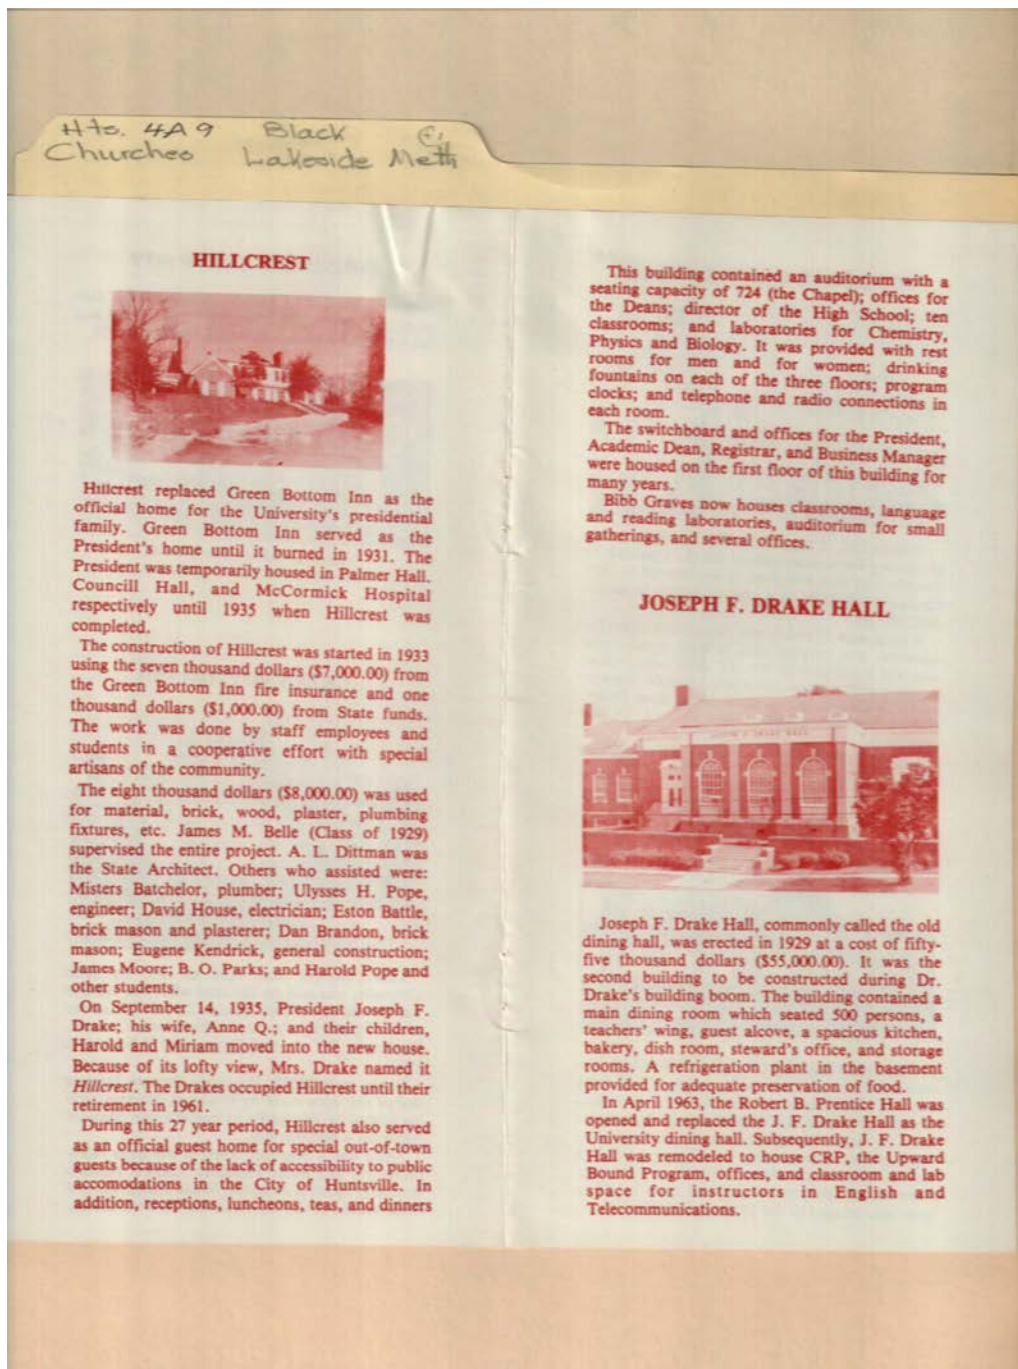 Hts. 4A9 Black
Churches Lakeside Meth
HILLCREST
Hillcrest replaced Green Bottom Inn as the
official home for the University's presidential
family. Green Bottom Inn served as the
President's home until it burned in 1931. The
President was temporarily housed in Palmer Hall.
Councill Hall, and McCormick Hospital
respectively until 1935 when Hillcrest was
completed.
The construction of Hillcrest was started in 1933
using the seven thousand dollars ($7,000.00) from
the Green Bottom Inn fire insurance and one
thousand dollars ($1,000.00) from State funds.
The work was done by staff employees and
students in a cooperative effort with special
artisans of the community.
The eight thousand dollars ($8,000.00) was used
for material, brick, wood, plaster, plumbing
fixtures, etc. James M. Belle (Class of 1929)
supervised the entire project. A. L. Dittman was
the State Architect. Others who assisted were:
Misters Batchelor, plumber; Ulysses H. Pope,
engineer; David House, electrician; Eston Battle,
brick mason and plasterer; Dan Brandon, brick
mason; Eugene Kendrick, general construction;
James Moore; B. O. Parks; and Harold Pope and
other students.
On September 14, 1935, President Joseph F.
Drake; his wife, Anne Q.; and their children,
Harold and Miriam moved into the new house.
Because of its lofty view, Mrs. Drake named it
Hillcrest. The Drakes occupied Hillcrest until their
retirement in 1961.
During this 27 year period, Hillcrest also served
as an official guest home for special out-of-town
guests because of the lack of accessibility to public
accomodations in the City of Huntsville. In
addition, receptions, luncheons, teas, and dinners
This building contained an auditorium with a
seating capacity of 724 (the Chapel); offices for
the Deans; director of the High School; ten
classrooms; and laboratories for Chemistry,
Physics and Biology. It was provided with rest
rooms for men and for women; drinking
fountains on each of the three floors; program
clocks; and telephone and radio connections in
each room.
The switchboard and offices for the President,
Academic Dean, Registrar, and Business Manager
were housed on the first floor of this building for
many years.
Bibb Graves now houses classrooms, language
and reading laboratories, auditorium for small
gatherings, and several offices.
JOSEPH F. DRAKE HALL
JOSEPH F. DRAKE HALL
Joseph F. Drake Hall, commonly called the old
dining hall, was erected in 1929 at a cost of fifty-
five thousand dollars ($55,000.00). It was the
second building to be constructed during Dr.
Drake's building boom. The building contained a
main dining room which seated 500 persons, a
teachers' wing, guest alcove, a spacious kitchen,
bakery, dish room, steward's office, and storage
rooms. A refrigeration plant in the basement
provided for adequate preservation of food.
In April 1963, the Robert B. Prentice Hall was
opened and replaced the J. F. Drake Hall as the
University dining hall. Subsequently, J. F. Drake
Hall was remodeled to house CRP, the Upward
Bound Program, offices, and classroom and lab
space for instructors in English and
Telecommunications.